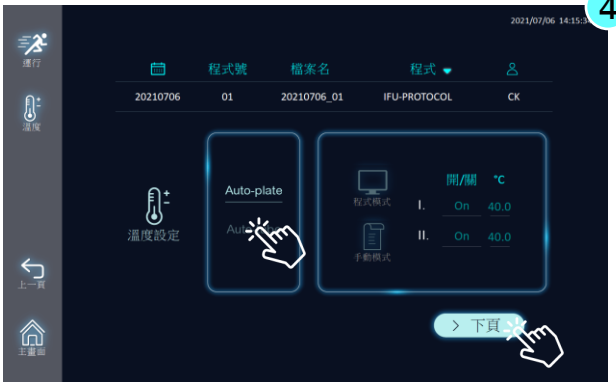 4
2021/07/06 14:15:3
運行
程式號 檔案名 程式
20210706 01 20210706_01 IFU-PROTOCOL CK
溫度
Auto-plate
開/關 °C
程式模式
I. On 40.0
溫度設定
II. On 40.0
手動模式
上一頁
下頁
主畫面